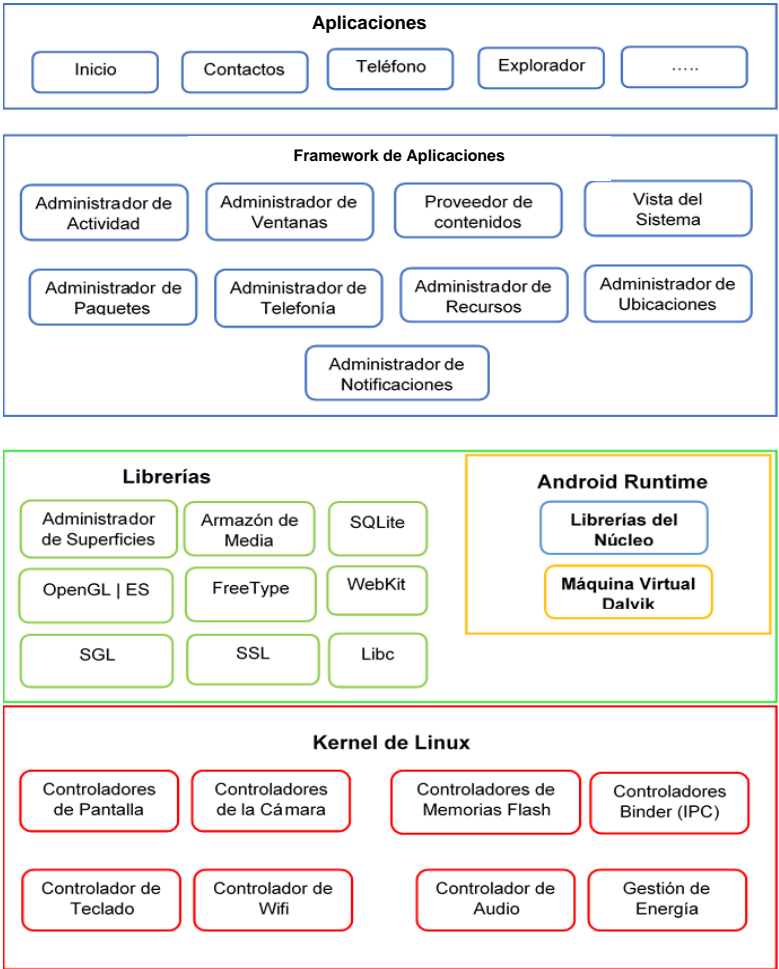 Aplicaciones
Inicio
Contactos
Teléfono
Explorador
.....
Framework de Aplicaciones
Administrador de
Actividad
Administrador de
Ventanas
Proveedor de
contenidos
Vista del
Sistema
Administrador de
Paquetes
Administrador de
Telefonía
Administrador de
Recursos
Administrador de
Ubicaciones
Administrador de
Notificaciones
Librerías
Administrador
de Superficies
Armazón de
Media
SQLite
OpenGL | ES
FreeType
WebKit
SGL
SSL
Libc
Android Runtime
Librerías del
Núcleo
Máquina Virtual
Dalvik
Kernel de Linux
Controladores
de Pantalla
Controladores
de la Cámara
Controladores de
Memorias Flash
Controladores
Binder (IPC)
Controlador de
Teclado
Controlador de
Wifi
Controlador de
Audio
Gestión de
Energía